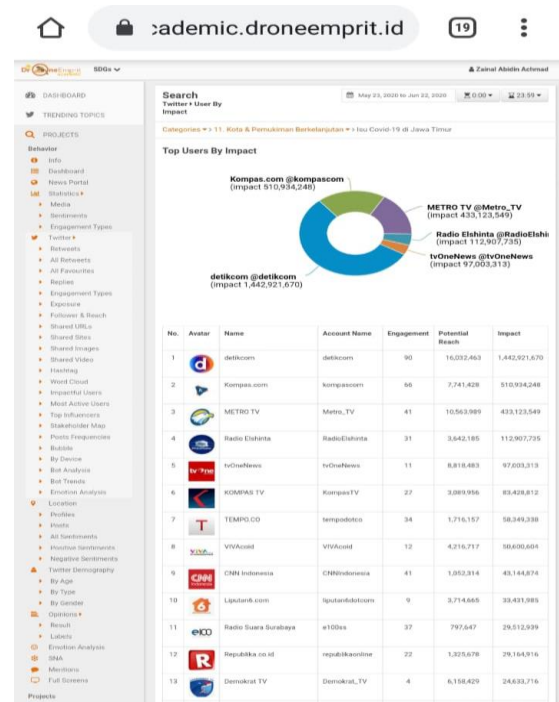 :cademic.droneemprit.id
19
DroneEmprit
SDGs
Zainal Abidin Achmad
DASHBOARD
TRENDING TOPICS
PROJECTS
Behavior
Info
Dashboard
News Portal
Statistics
Media
Sentiments
Engagement Types
Twitter
Retweets
All Retweets
All Favourites
Replies
Engagement Types
Exposure
Follower & Reach
Shared URLs
Shared Sites
Shared Images
Shared Video
Hashtag
Word Cloud
Impactful Users
Most Active Users
Top Influencers
Stakeholder Map
Posts Frequencies
Bubble
By Device
Bot Analysis
Bot Trends
Emotion Analysis
Location
Profiles
Posts
All Sentiments
Positive Sentiments
Negative Sentiments
Twitter Demography
By Age
By Type
By Gender
Opinions
Result
Labels
Emotion Analysis
SNA
Mentions
Full Screens
Projects
Search
Twitter • User By
Impact
May 23, 2020 to Jun 22, 2020
0:00
23:59
Categories > 11. Kota & Pemukiman Berkelanjutan > Isu Covid-19 di Jawa Timur
Top Users By Impact
Kompas.com @kompascom
(impact 510,934,248)
METRO TV @Metro_TV
(impact 433,123,549)
Radio Elshinta @RadioElshi
(impact 112,907,735)
tvOneNews @tvOneNews
(impact 97,003,313)
detikcom @detikcom
(impact 1,442,921,670)
No. Avatar Name Account Name Engagement Potential Reach Impact
1 detikcom detikcom 90 16,032,463 1,442,921,670
2 Kompas.com kompascom 66 7,741,428 510,934,248
3 METRO TV Metro_TV 41 10,563,989 433,123,549
4 Radio Elshinta RadioElshinta 31 3,642,185 112,907,735
5 tvOneNews tvOneNews 11 8,818,483 97,003,313
6 KOMPAS TV KompasTV 27 3,089,956 83,428,812
7 TEMPO.CO tempodotco 34 1,716,157 58,349,338
8 VIVAcoid VIVAcoid 12 4,216,717 50,600,604
9 CNN Indonesia CNNIndonesia 41 1,052,314 43,144,874
10 Liputan6.com liputan6dotcom 9 3,714,665 33,431,985
11 Radio Suara Surabaya e100ss 37 797,647 29,512,939
12 Republika.co.id republikaonline 22 1,325,678 29,164,916
13 Demokrat TV Demokrat_TV 4 6,158,429 24,633,716